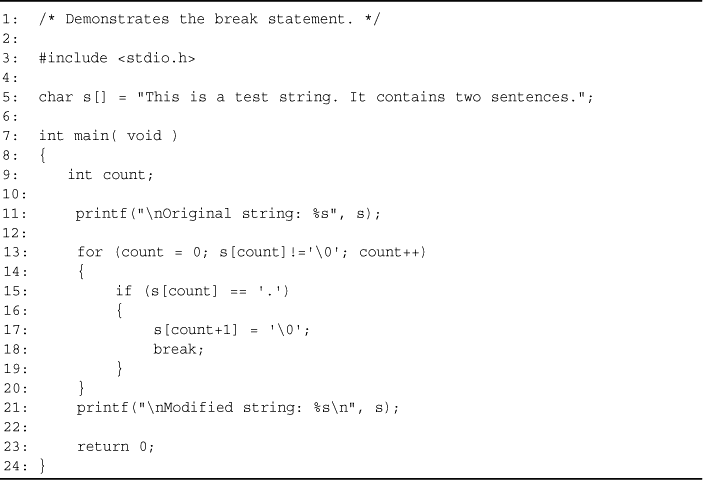 1: /* Demonstrates the break statement. */
2:
3: #include <stdio.h>
4:
5: char s[] = "This is a test string. It contains two sentences.";
6:
7: int main( void )
8: {
9:    int count;
10:
11:     printf("\nOriginal string: %s", s);
12:
13:     for (count = 0; s[count]!='\0'; count++)
14:     {
15:         if (s[count] == '.')
16:         {
17:             s[count+1] = '\0';
18:             break;
19:         }
20:     }
21:     printf("\nModified string: %s\n", s);
22:
23:     return 0;
24: }